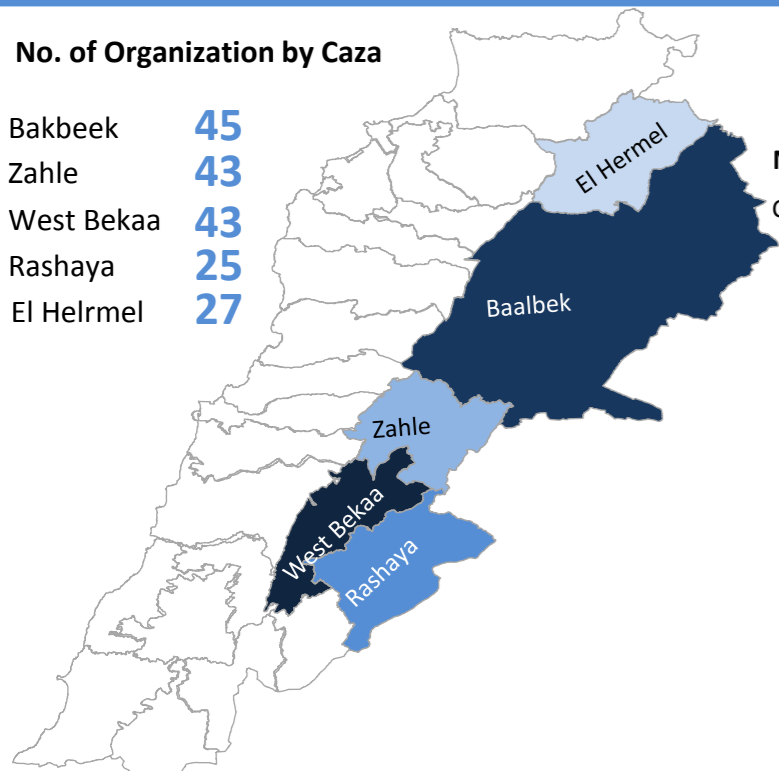 No. of Organization by Caza
Bakbeek 45
Zahle 43
West Bekaa 43
Rashaya 25
El Helrmel 27
El Hermel
Baalbek
Zahle
West Bekaa
Rashaya